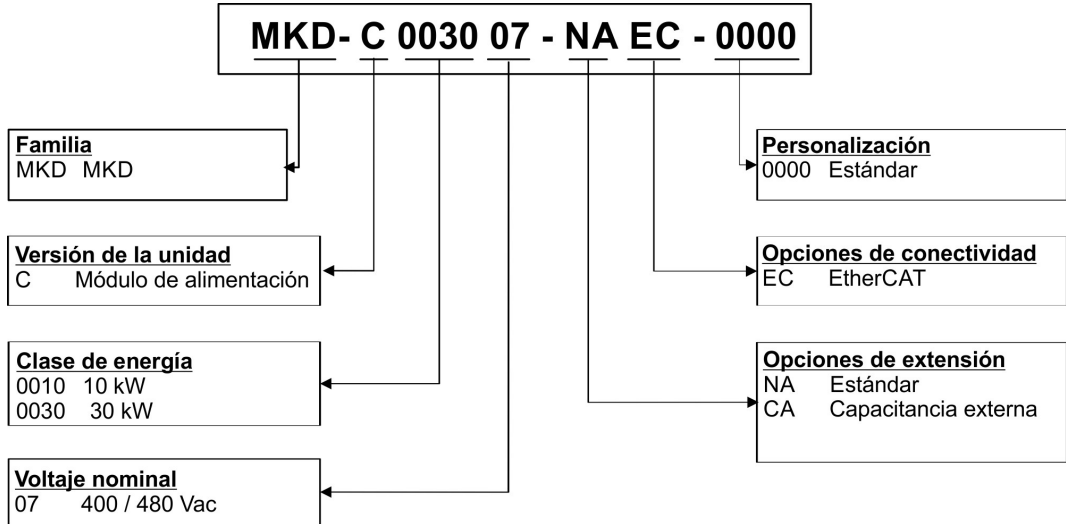 MKD- C 0030 07 - NA EC - 0000
Familia
MKD MKD
Versión de la unidad
C Módulo de alimentación
Clase de energía
0010 10 kW
0030 30 kW
Voltaje nominal
07 400 / 480 Vac
Personalización
0000 Estándar
Opciones de conectividad
EC EtherCAT
Opciones de extensión
NA Estándar
CA Capacitancia externa